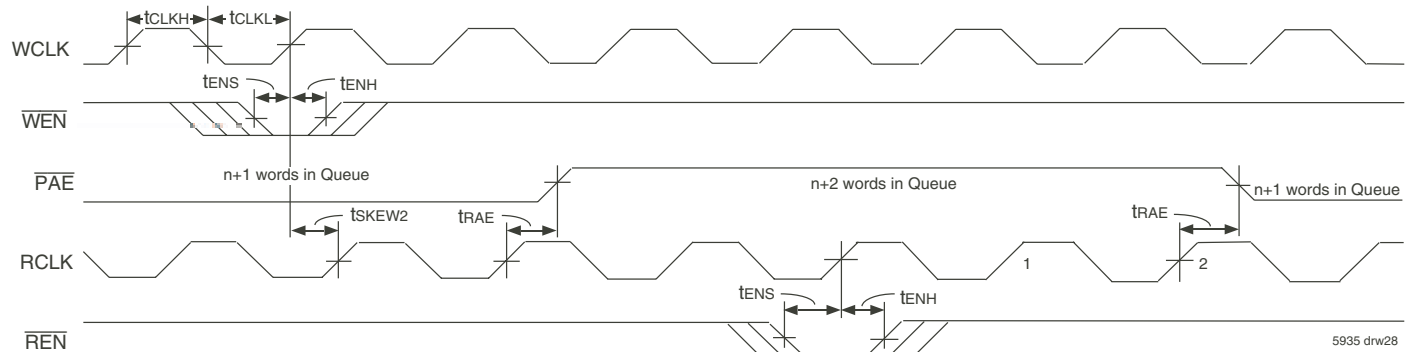 tCLKH tCLKL
WCLK
tENS tENH
WEN
n+1 words in Queue
PAE
n+2 words in Queue
n+1 words in Queue
tSKEW2
tRAE
tRAE
RCLK
1
2
tENS tENH
REN
5935 drw28